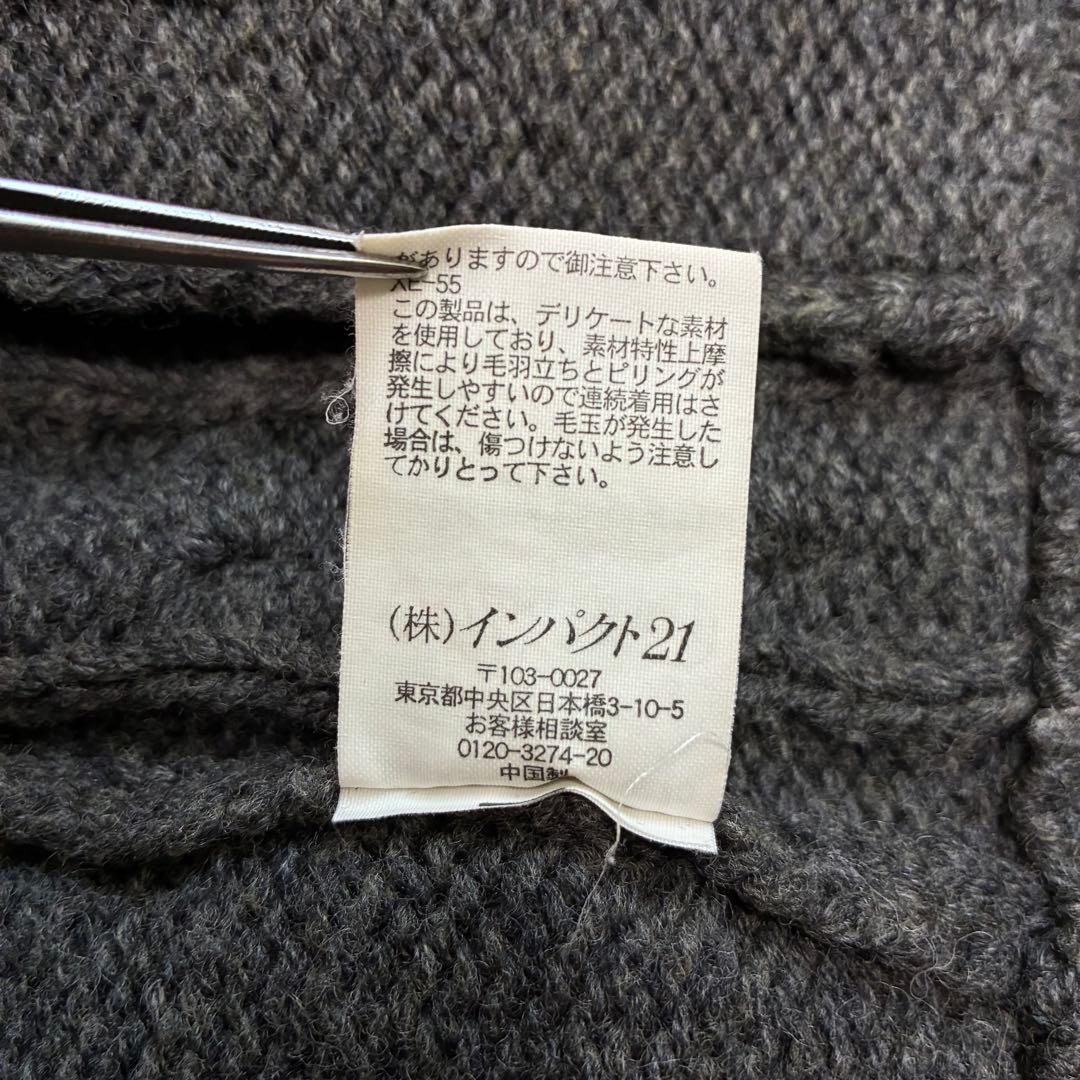 がありますので御注意下さい。
XE-55
この製品は、デリケートな素材
を使用しており、素材特性上摩
擦により毛羽立ちとピリングが
発生しやすいので連続着用はさ
けてください。毛玉が発生した
場合は、傷つけないよう注意し
てかりとって下さい。
(株)インパクト21
〒103-0027
東京都中央区日本橋3-10-5
お客様相談室
0120-3274-20
中国製